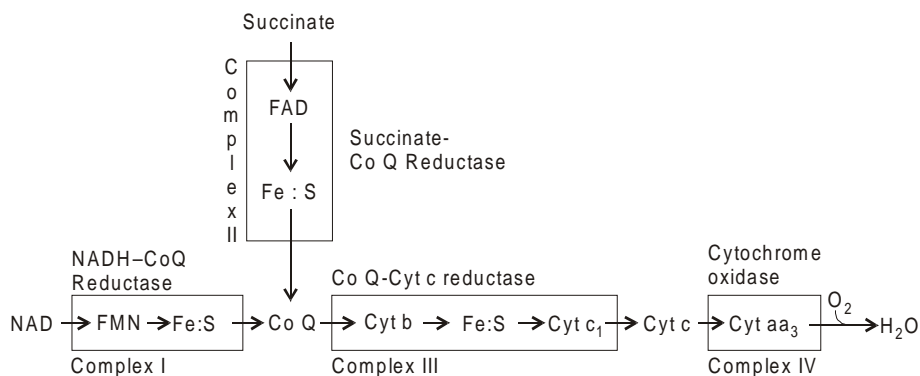 Succinate
Complex II
FAD
Succinate-
Co Q Reductase
Fe : S
NADH–CoQ
Reductase
Co Q-Cyt c reductase
Cytochrome
oxidase
NAD FMN Fe:S Co Q Cyt b Fe:S Cyt c₁ Cyt c Cyt aa₃ O₂ H₂O
Complex I Complex III Complex IV